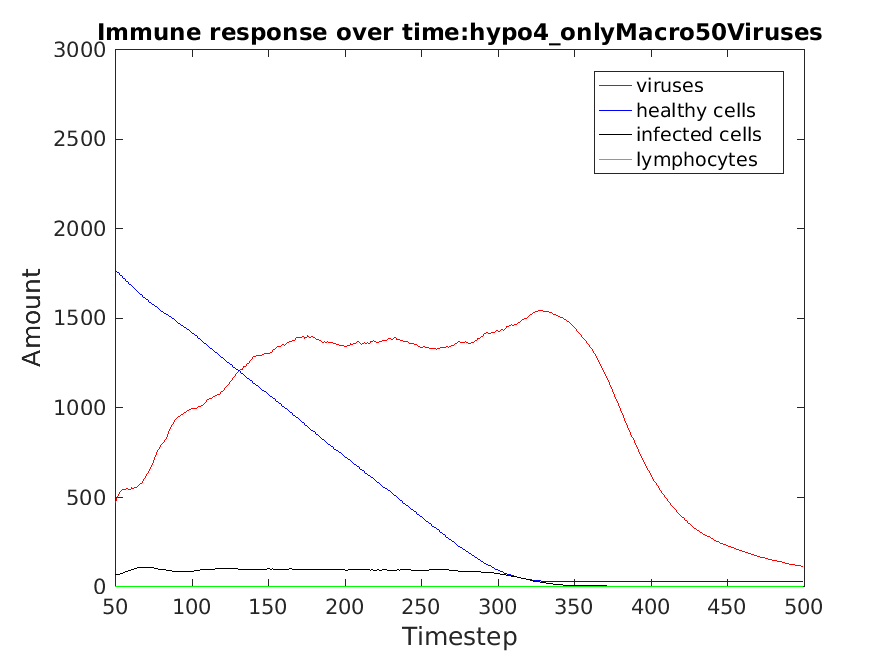 Immune response over time:hypo4_onlyMacro50Viruses
3000
2500
2000
1500
1000
500
0
Amount
viruses
healthy cells
infected cells
lymphocytes
50 100 150 200 250 300 350 400 450 500
Timestep